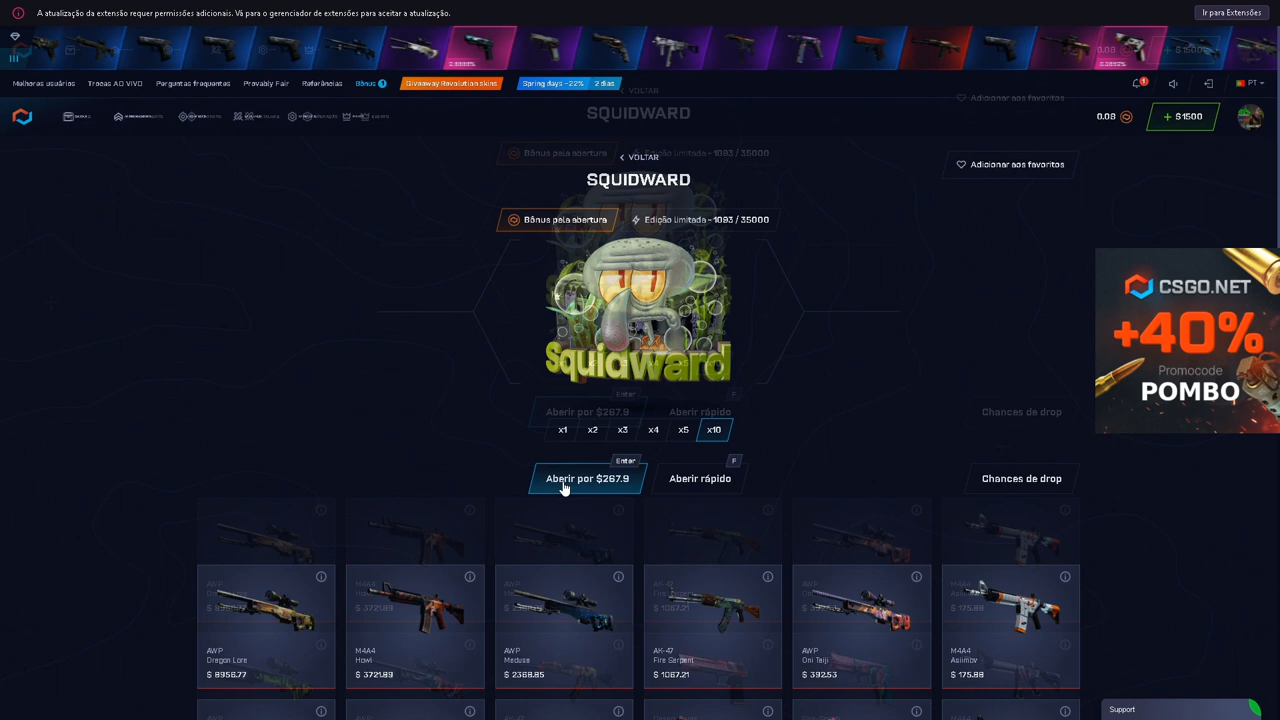 A atualização da extensão requer permissões adicionais. Vá para o gerenciador de extensões para aceitar a atualização.
Ir para Extensões
Melhores usuários
Trocas AO VIVO
Perguntas frequentes
Provably Fair
Referências
Bônus 1
Giveaway Revolution skins
Spring days -22%
2 dias
1
PT
0.08
+ $ 1500
VOLTAR
Adicionar aos favoritos
SQUIDWARD
Bônus pela abertura
Edição limitada - 1093 / 35000
Squidward
CSGO.NET
+40%
Promocode
POMBO
x1
x2
x3
x4
x5
x10
Enter
F
Aberir por $267.9
Aberir rápido
Chances de drop
AWP
Dragon Lore
$ 8956.77
M4A4
Howl
$ 3721.89
AWP
Medusa
$ 2368.85
AK-47
Fire Serpent
$ 1067.21
AWP
Oni Taiji
$ 392.53
M4A4
Asiimov
$ 175.88
Support